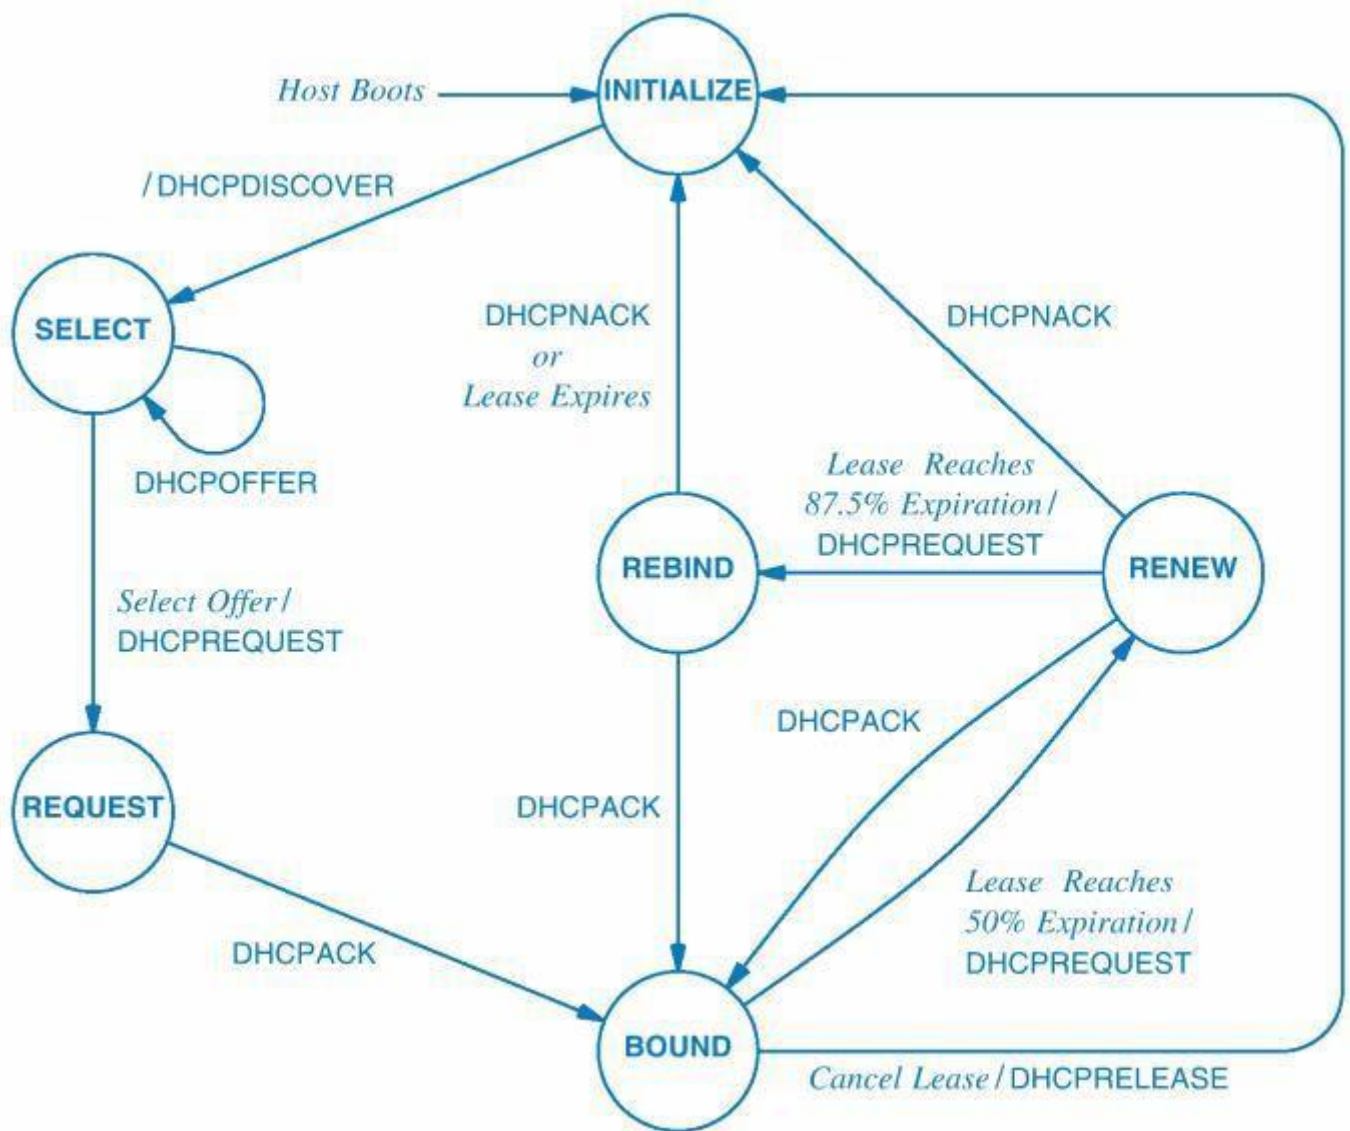 Host Boots
INITIALIZE
/DHCPDISCOVER
SELECT
DHCPOFFER
DHCPNACK
or
Lease Expires
DHCPNACK
Lease Reaches
87.5% Expiration/
DHCPREQUEST
REBIND
RENEW
Select Offer/
DHCPREQUEST
REQUEST
DHCPACK
DHCPACK
DHCPACK
Lease Reaches
50% Expiration/
DHCPREQUEST
BOUND
Cancel Lease/DHCPRELEASE